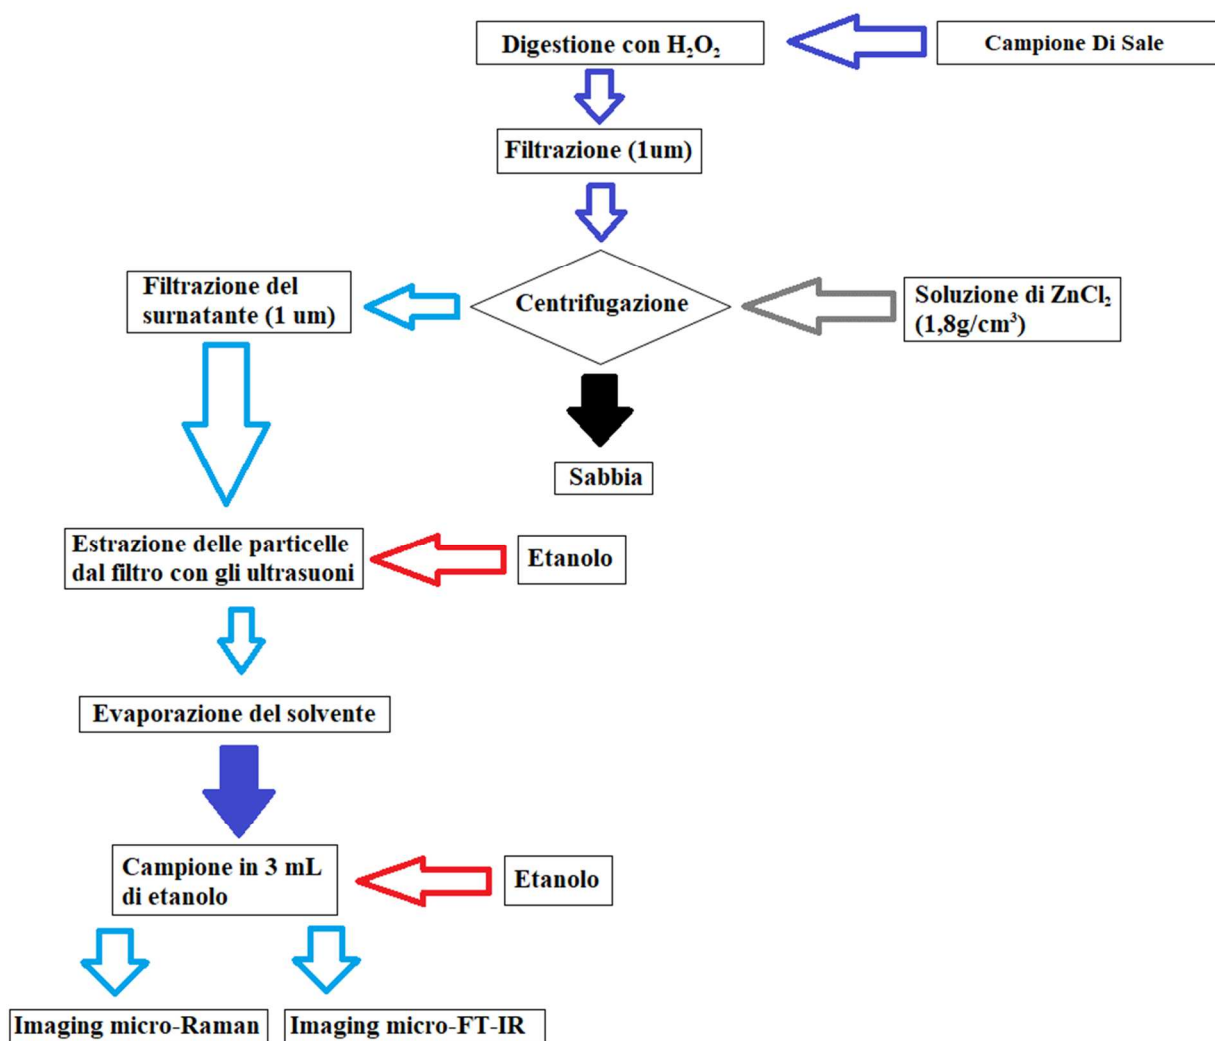 Digestione con H₂O₂
Campione Di Sale
Filtrazione (1um)
Filtrazione del
surnatante (1 um)
Centrifugazione
Soluzione di ZnCl₂
(1,8g/cm³)
Sabbia
Estrazione delle particelle
dal filtro con gli ultrasuoni
Etanolo
Evaporazione del solvente
Campione in 3 mL
di etanolo
Etanolo
Imaging micro-Raman
Imaging micro-FT-IR